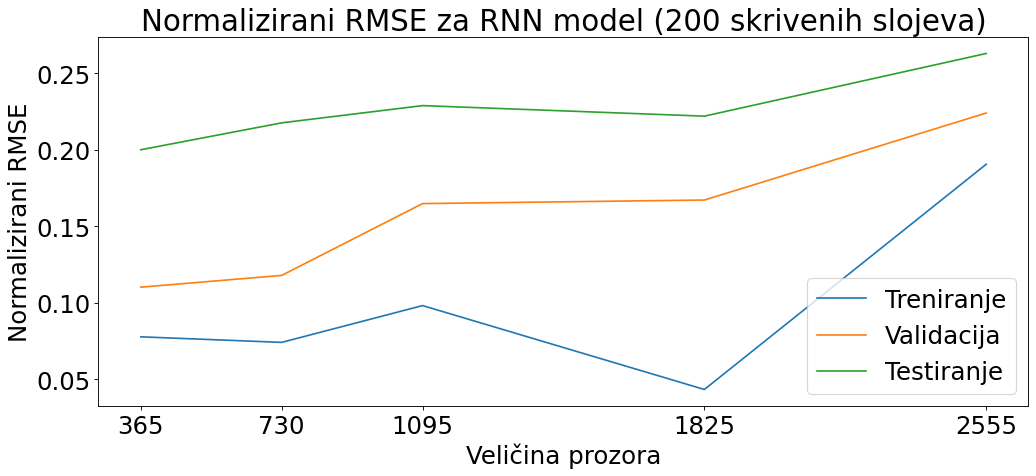 Normalizirani RMSE za RNN model (200 skrivenih slojeva)
Normalizirani RMSE
0.25
0.20
0.15
0.10
0.05
Treniranje
Validacija
Testiranje
365 730 1095 1825 2555
Veličina prozora